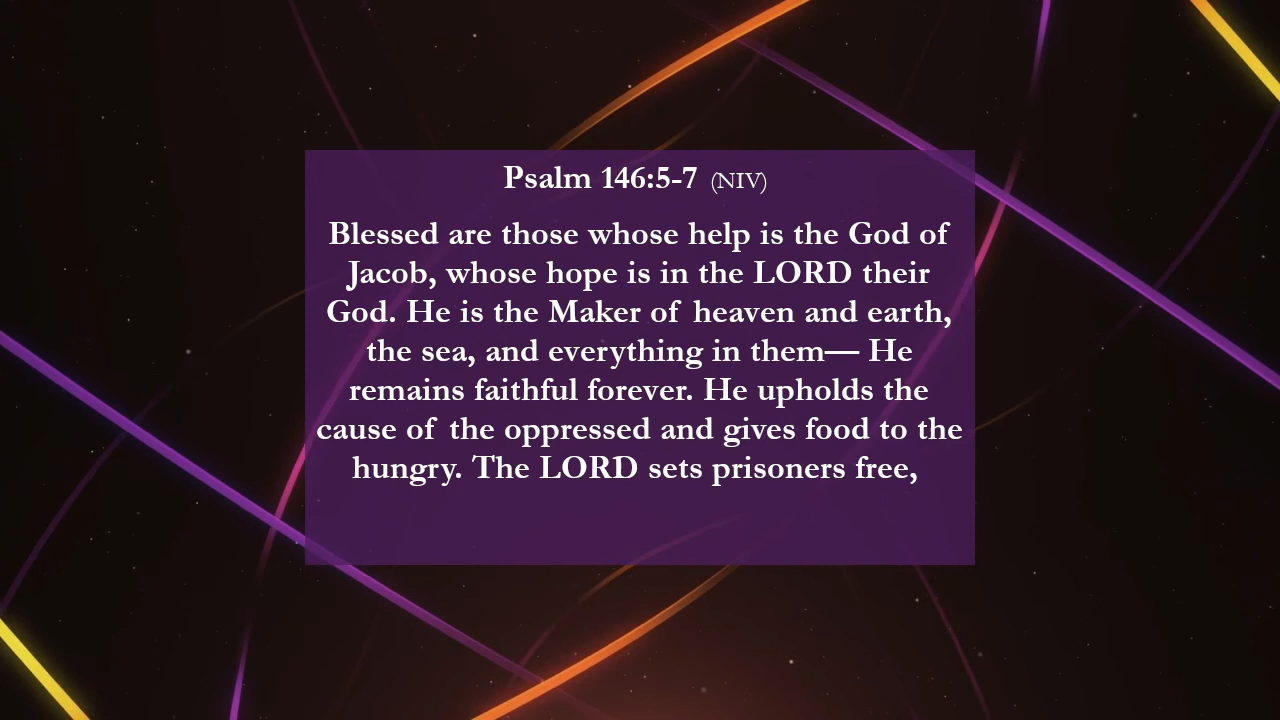 Psalm 146:5-7 (NIV)
Blessed are those whose help is the God of
Jacob, whose hope is in the LORD their
God. He is the Maker of heaven and earth,
the sea, and everything in them— He
remains faithful forever. He upholds the
cause of the oppressed and gives food to the
hungry. The LORD sets prisoners free,